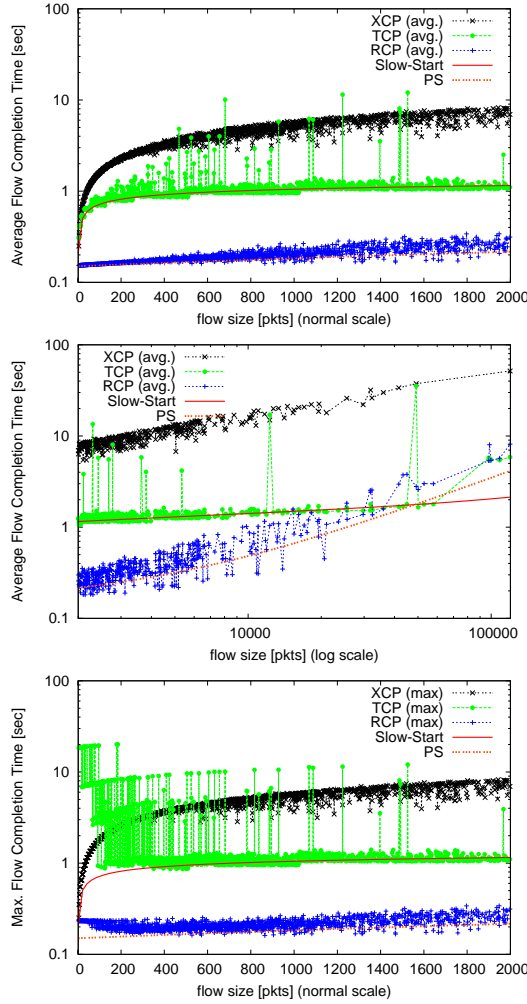 Average Flow Completion Time [sec]
100
10
1
0.1
XCP (avg.)
TCP (avg.)
RCP (avg.)
Slow-Start
PS
0 200 400 600 800 1000 1200 1400 1600 1800 2000
flow size [pkts] (normal scale)
Average Flow Completion Time [sec]
100
10
1
0.1
XCP (avg.)
TCP (avg.)
RCP (avg.)
Slow-Start
PS
10000 100000
flow size [pkts] (log scale)
Max. Flow Completion Time [sec]
100
10
1
0.1
XCP (max)
TCP (max)
RCP (max)
Slow-Start
PS
0 200 400 600 800 1000 1200 1400 1600 1800 2000
flow size [pkts] (normal scale)